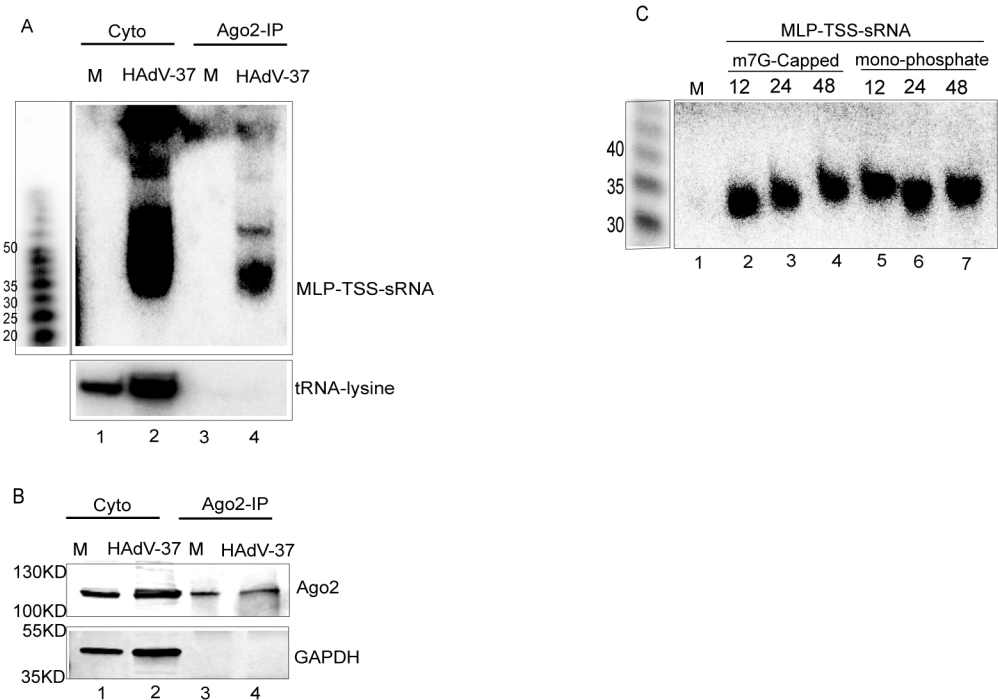 A
Cyto Ago2-IP
M HAdV-37 M HAdV-37
50
35
30
25
20
MLP-TSS-sRNA
tRNA-lysine
1 2 3 4
B
Cyto Ago2-IP
M HAdV-37 M HAdV-37
130KD
100KD
Ago2
55KD
35KD
GAPDH
1 2 3 4
C
MLP-TSS-sRNA
m7G-Capped mono-phosphate
M 12 24 48 12 24 48
40
35
30
1 2 3 4 5 6 7